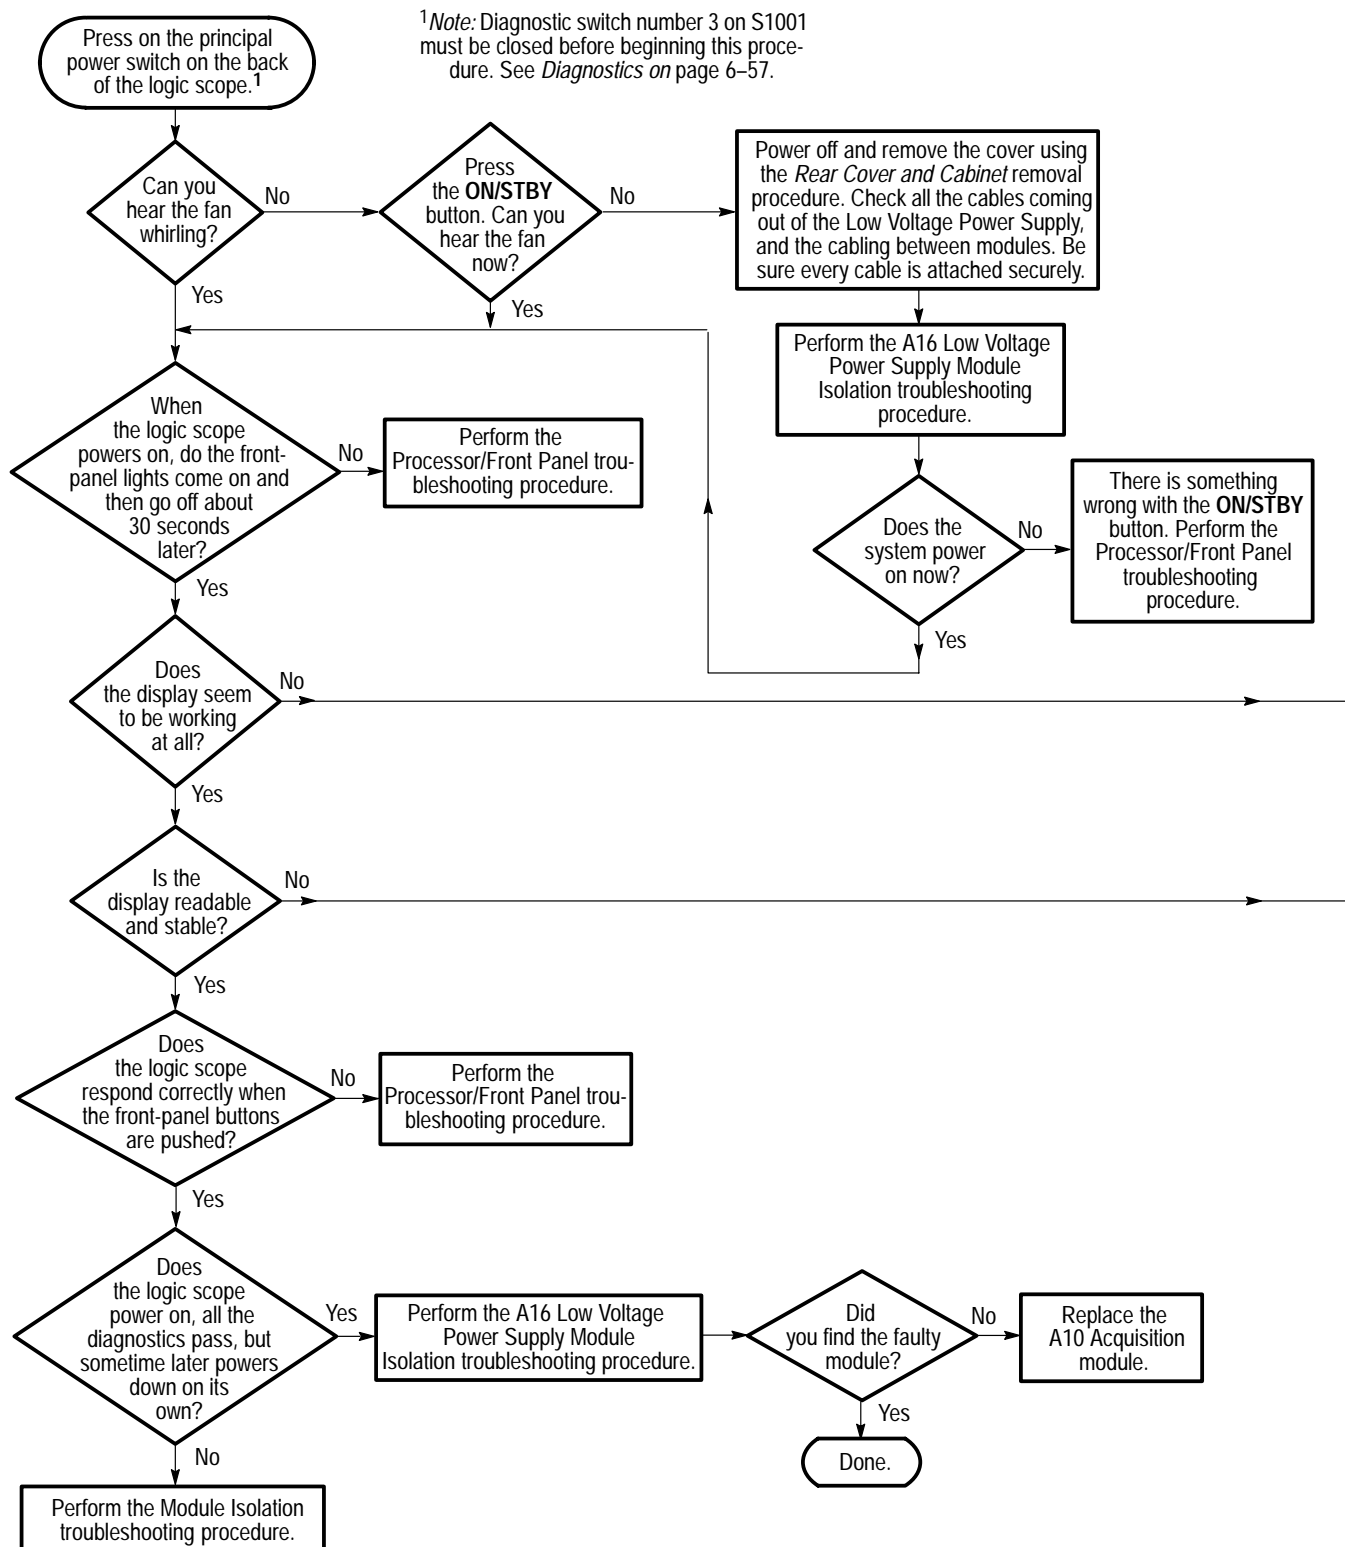 Press on the principal
power switch on the back
of the logic scope.1
1Note: Diagnostic switch number 3 on S1001
must be closed before beginning this proce-
dure. See Diagnostics on page 6–57.
Can you
hear the fan
whirling?
No
Yes
Press
the ON/STBY
button. Can you
hear the fan
now?
No
Yes
Power off and remove the cover using
the Rear Cover and Cabinet removal
procedure. Check all the cables coming
out of the Low Voltage Power Supply,
and the cabling between modules. Be
sure every cable is attached securely.
Perform the A16 Low Voltage
Power Supply Module
Isolation troubleshooting
procedure.
Does the
system power
on now?
No
Yes
There is something
wrong with the ON/STBY
button. Perform the
Processor/Front Panel
troubleshooting
procedure.
When
the logic scope
powers on, do the front-
panel lights come on and
then go off about
30 seconds
later?
No
Yes
Perform the
Processor/Front Panel trou-
bleshooting procedure.
Does
the display seem
to be working
at all?
No
Yes
Is the
display readable
and stable?
No
Yes
Does
the logic scope
respond correctly when
the front-panel buttons
are pushed?
No
Yes
Perform the
Processor/Front Panel trou-
bleshooting procedure.
Does
the logic scope
power on, all the
diagnostics pass, but
sometime later powers
down on its
own?
Yes
No
Perform the A16 Low Voltage
Power Supply Module
Isolation troubleshooting procedure.
Did
you find the faulty
module?
No
Yes
Replace the
A10 Acquisition
module.
Done.
Perform the Module Isolation
troubleshooting procedure.